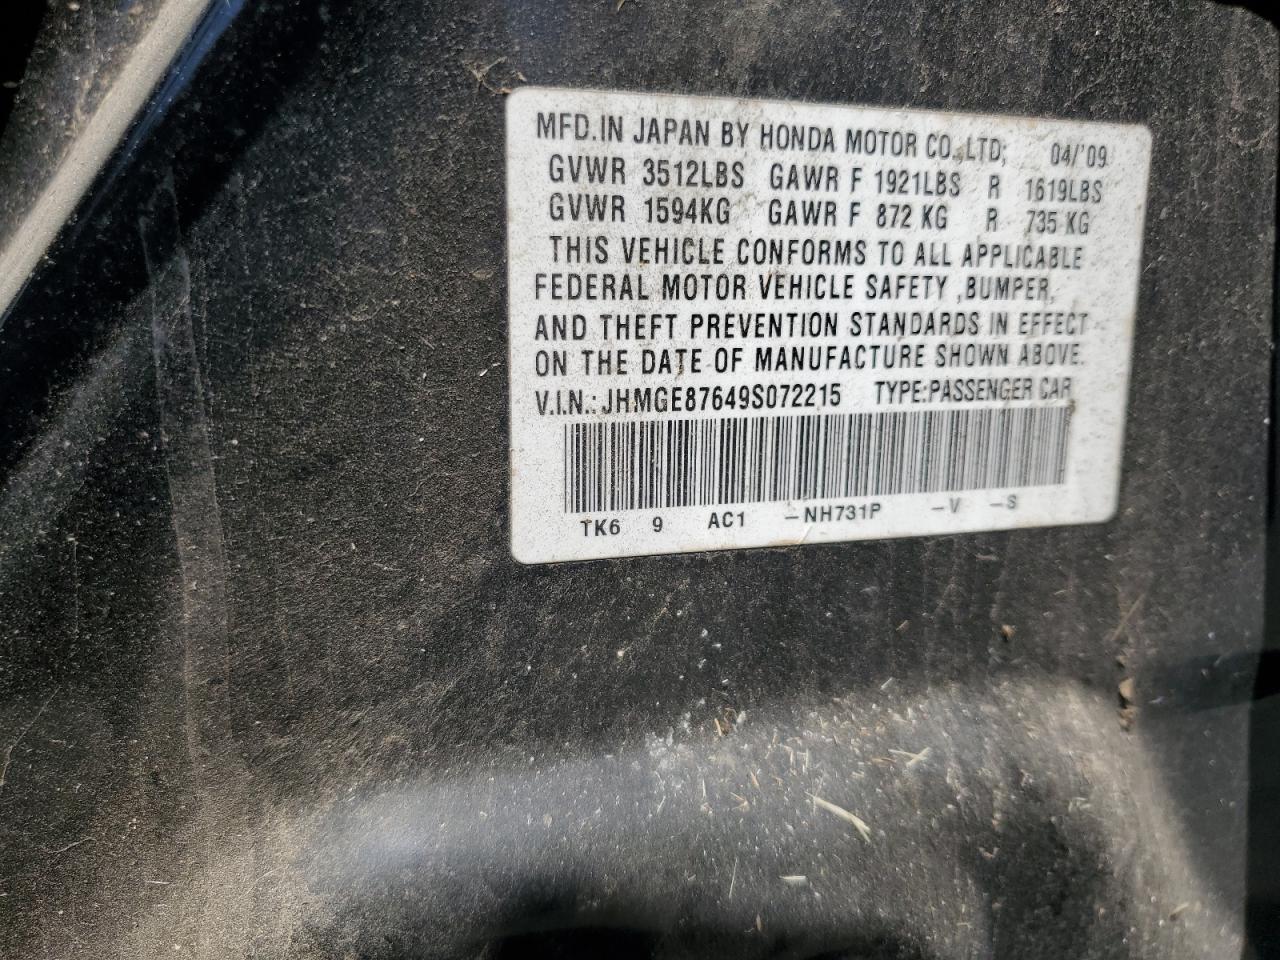 MFD.IN JAPAN BY HONDA MOTOR CO.,LTD; 04/'09
GVWR 3512LBS GAWR F 1921LBS R 1619LBS
GVWR 1594KG GAWR F 872 KG R 735 KG
THIS VEHICLE CONFORMS TO ALL APPLICABLE
FEDERAL MOTOR VEHICLE SAFETY ,BUMPER,
AND THEFT PREVENTION STANDARDS IN EFFECT
ON THE DATE OF MANUFACTURE SHOWN ABOVE.
V.I.N.: JHMGE87649S072215 TYPE:PASSENGER CAR
TK6 9 AC1 -NH731P -V -S